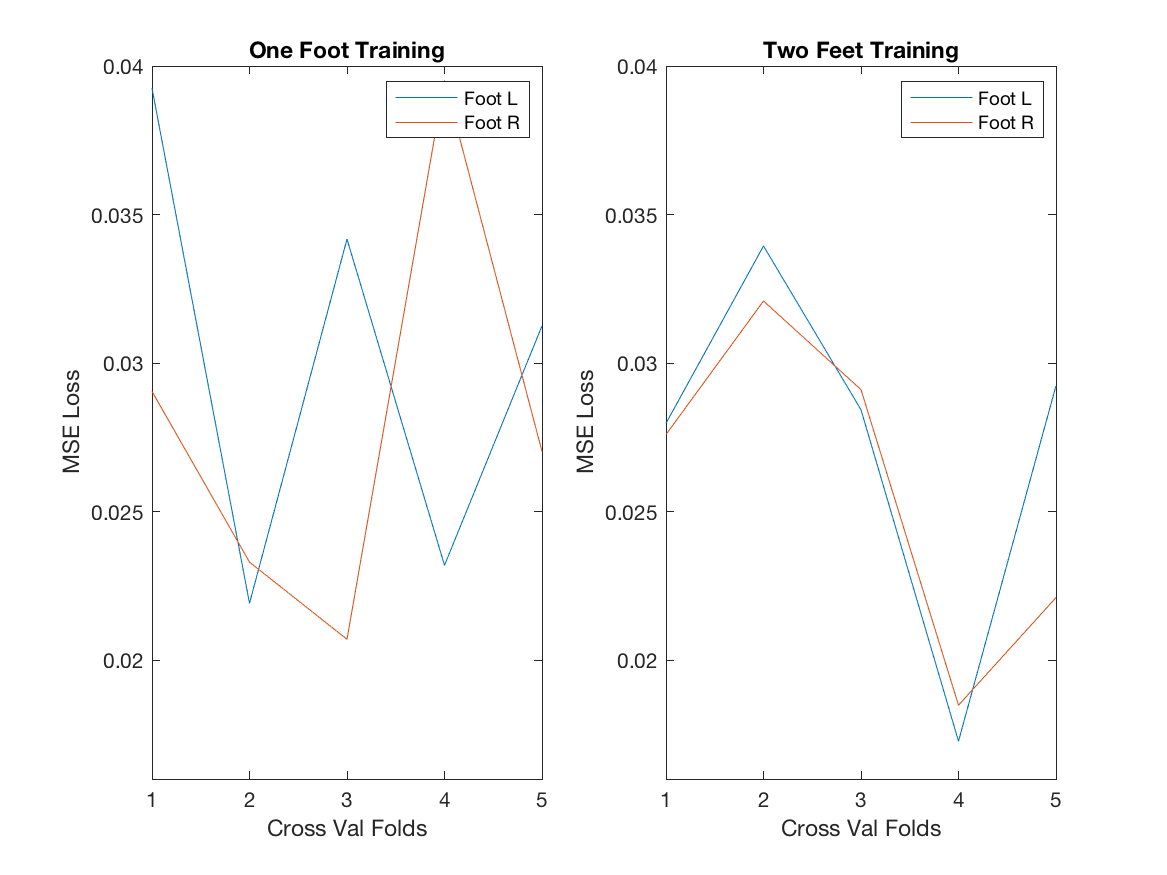 One Foot Training
0.04
0.035
0.03
0.025
0.02
MSE Loss
Foot L
Foot R
1 2 3 4 5
Cross Val Folds
Two Feet Training
0.04
0.035
0.03
0.025
0.02
MSE Loss
Foot L
Foot R
1 2 3 4 5
Cross Val Folds